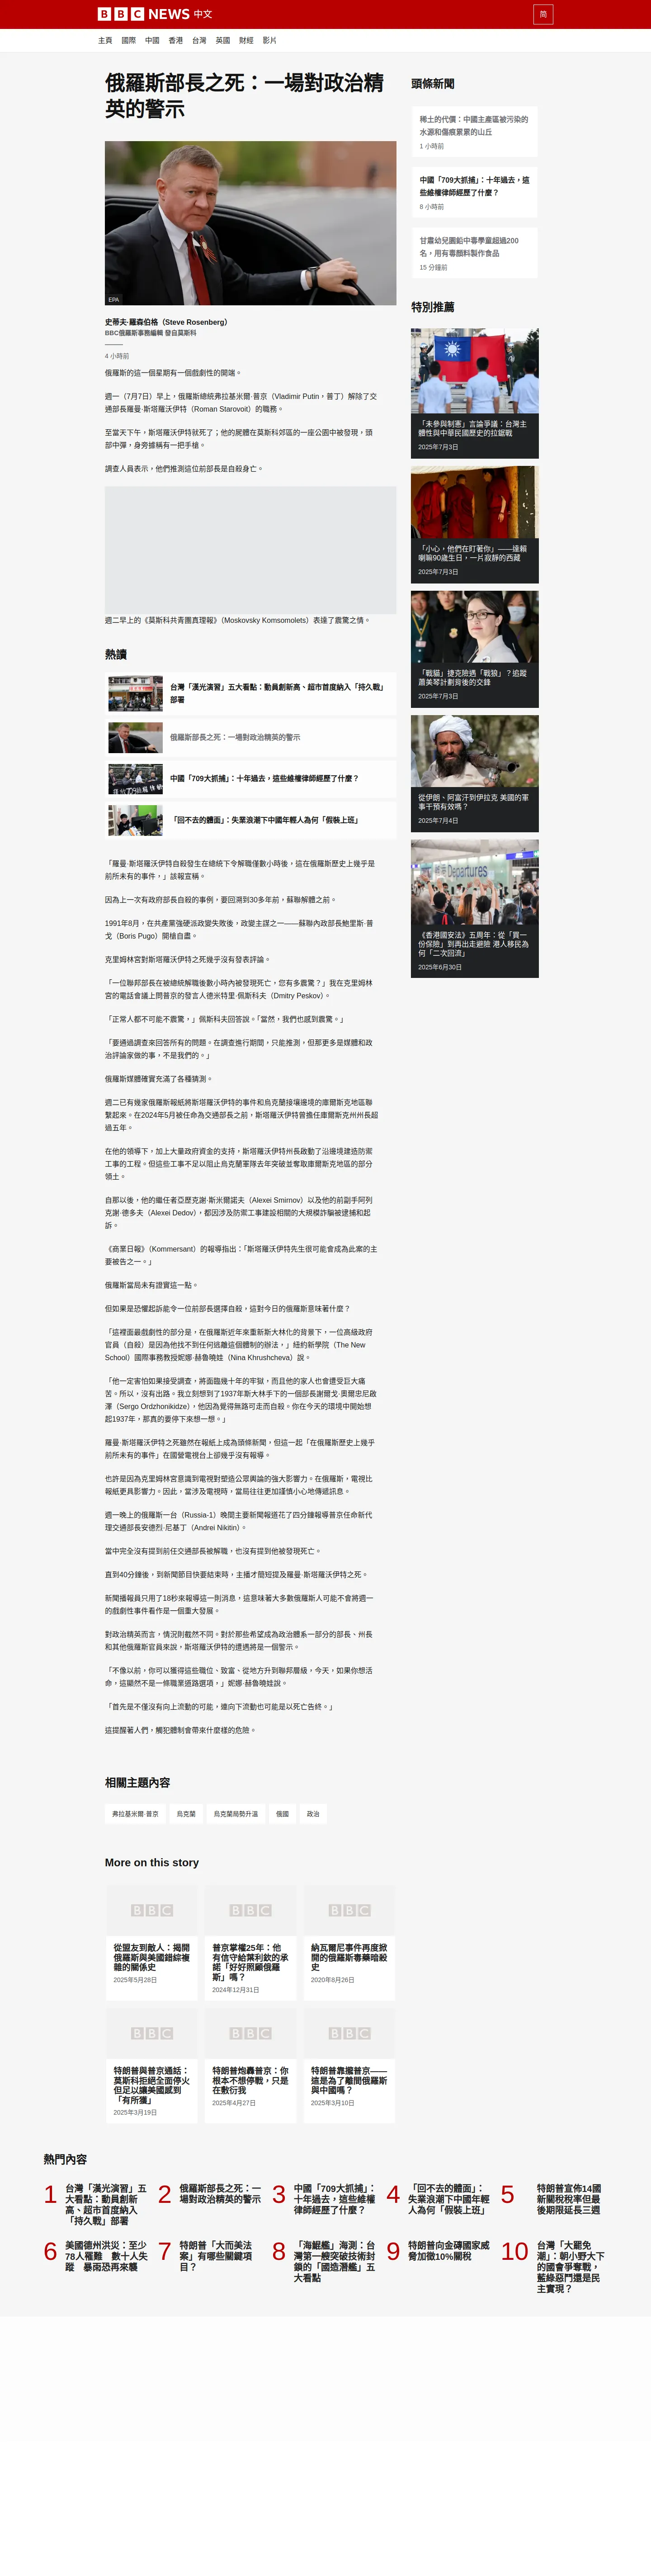 BBC NEWS 中文
简
主頁 國際 中國 香港 台灣 英國 財經 影片
俄羅斯部長之死：一場對政治精
英的警示
EPA
史蒂夫·羅森伯格（Steve Rosenberg）
BBC俄羅斯事務編輯 發自莫斯科
4 小時前
俄羅斯的這一個星期有一個戲劇性的開端。
週一（7月7日）早上，俄羅斯總統弗拉基米爾·普京（Vladimir Putin，普丁）解除了交
通部長羅曼·斯塔羅沃伊特（Roman Starovoit）的職務。
至當天下午，斯塔羅沃伊特就死了；他的屍體在莫斯科郊區的一座公園中被發現，頭
部中彈，身旁據稱有一把手槍。
調查人員表示，他們推測這位前部長是自殺身亡。
週二早上的《莫斯科共青團真理報》（Moskovsky Komsomolets）表達了震驚之情。
熱讀
台灣「漢光演習」五大看點：動員創新高、超市首度納入「持久戰」
部署
俄羅斯部長之死：一場對政治精英的警示
中國「709大抓捕」：十年過去，這些維權律師經歷了什麼？
「回不去的體面」：失業浪潮下中國年輕人為何「假裝上班」
「羅曼·斯塔羅沃伊特自殺發生在總統下令解職僅數小時後，這在俄羅斯歷史上幾乎是
前所未有的事件，」該報宣稱。
因為上一次有政府部長自殺的事例，要回溯到30多年前，蘇聯解體之前。
1991年8月，在共產黨強硬派政變失敗後，政變主謀之一——蘇聯內政部長鮑里斯·普
戈（Boris Pugo）開槍自盡。
克里姆林宮對斯塔羅沃伊特之死幾乎沒有發表評論。
「一位聯邦部長在被總統解職後數小時內被發現死亡，您有多震驚？」我在克里姆林
宮的電話會議上問普京的發言人德米特里·佩斯科夫（Dmitry Peskov）。
「正常人都不可能不震驚，」佩斯科夫回答說。「當然，我們也感到震驚。」
「要通過調查來回答所有的問題。在調查進行期間，只能推測，但那更多是媒體和政
治評論家做的事，不是我們的。」
俄羅斯媒體確實充滿了各種猜測。
週二已有幾家俄羅斯報紙將斯塔羅沃伊特的事件和烏克蘭接壤邊境的庫爾斯克地區聯
繫起來。在2024年5月被任命為交通部長之前，斯塔羅沃伊特曾擔任庫爾斯克州州長超
過五年。
在他的領導下，加上大量政府資金的支持，斯塔羅沃伊特州長啟動了沿邊境建造防禦
工事的工程。但這些工事不足以阻止烏克蘭軍隊去年突破並奪取庫爾斯克地區的部分
領土。
自那以後，他的繼任者亞歷克謝·斯米爾諾夫（Alexei Smirnov）以及他的前副手阿列
克謝·德多夫（Alexei Dedov），都因涉及防禦工事建設相關的大規模詐騙被逮捕和起
訴。
《商業日報》（Kommersant）的報導指出：「斯塔羅沃伊特先生很可能會成為此案的主
要被告之一。」
俄羅斯當局未有證實這一點。
但如果是恐懼起訴能令一位前部長選擇自殺，這對今日的俄羅斯意味著什麼？
「這裡面最戲劇性的部分是，在俄羅斯近年來重新斯大林化的背景下，一位高級政府
官員（自殺）是因為他找不到任何逃離這個體制的辦法，」紐約新學院（The New
School）國際事務教授妮娜·赫魯曉娃（Nina Khrushcheva）說。
「他一定害怕如果接受調查，將面臨幾十年的牢獄，而且他的家人也會遭受巨大痛
苦。所以，沒有出路。我立刻想到了1937年斯大林手下的一個部長謝爾戈·奧爾忠尼啟
澤（Sergo Ordzhonikidze），他因為覺得無路可走而自殺。你在今天的環境中開始想
起1937年，那真的要停下來想一想。」
羅曼·斯塔羅沃伊特之死雖然在報紙上成為頭條新聞，但這一起「在俄羅斯歷史上幾乎
前所未有的事件」在國營電視台上卻幾乎沒有報導。
也許是因為克里姆林宮意識到電視對塑造公眾輿論的強大影響力。在俄羅斯，電視比
報紙更具影響力。因此，當涉及電視時，當局往往更加謹慎小心地傳遞訊息。
週一晚上的俄羅斯一台（Russia-1）晚間主要新聞報道花了四分鐘報導普京任命新代
理交通部長安德烈·尼基丁（Andrei Nikitin）。
當中完全沒有提到前任交通部長被解職，也沒有提到他被發現死亡。
直到40分鐘後，到新聞節目快要結束時，主播才簡短提及羅曼·斯塔羅沃伊特之死。
新聞播報員只用了18秒來報導這一則消息，這意味著大多數俄羅斯人可能不會將週一
的戲劇性事件看作是一個重大發展。
對政治精英而言，情況則截然不同。對於那些希望成為政治體系一部分的部長、州長
和其他俄羅斯官員來說，斯塔羅沃伊特的遭遇將是一個警示。
「不像以前，你可以獲得這些職位、致富、從地方升到聯邦層級，今天，如果你想活
命，這顯然不是一條職業道路選項，」妮娜·赫魯曉娃說。
「首先是不僅沒有向上流動的可能，連向下流動也可能是以死亡告終。」
這提醒著人們，觸犯體制會帶來什麼樣的危險。
相關主題內容
弗拉基米爾·普京 烏克蘭 烏克蘭局勢升溫 俄國 政治
More on this story
BBC BBC BBC
從盟友到敵人：揭開
俄羅斯與美國錯綜複
雜的關係史
2025年5月28日
普京掌權25年：他
有信守給葉利欽的承
諾「好好照顧俄羅
斯」嗎？
2024年12月31日
納瓦爾尼事件再度掀
開的俄羅斯毒藥暗殺
史
2020年8月26日
BBC BBC BBC
特朗普與普京通話：
莫斯科拒絕全面停火
但足以讓美國感到
「有所獲」
2025年3月19日
特朗普炮轟普京：你
根本不想停戰，只是
在敷衍我
2025年4月27日
特朗普靠攏普京——
這是為了離間俄羅斯
與中國嗎？
2025年3月10日
頭條新聞
稀土的代價：中國主產區被污染的
水源和傷痕累累的山丘
1 小時前
中國「709大抓捕」：十年過去，這
些維權律師經歷了什麼？
8 小時前
甘肅幼兒園鉛中毒學童超過200
名，用有毒顏料製作食品
15 分鐘前
特別推薦
「未參與制憲」言論爭議：台灣主
體性與中華民國歷史的拉鋸戰
2025年7月3日
「小心，他們在盯著你」——達賴
喇嘛90歲生日，一片寂靜的西藏
2025年7月3日
「戰貓」捷克險遇「戰狼」？追蹤
蕭美琴計劃背後的交鋒
2025年7月3日
從伊朗、阿富汗到伊拉克 美國的軍
事干預有效嗎？
2025年7月4日
Departures
《香港國安法》五周年：從「買一
份保險」到再出走避險 港人移民為
何「二次回流」
2025年6月30日
熱門內容
1
台灣「漢光演習」五
大看點：動員創新
高、超市首度納入
「持久戰」部署
2
俄羅斯部長之死：一
場對政治精英的警示
3
中國「709大抓捕」：
十年過去，這些維權
律師經歷了什麼？
4
「回不去的體面」：
失業浪潮下中國年輕
人為何「假裝上班」
5
特朗普宣佈14國
新關稅稅率但最
後期限延長三週
6
美國德州洪災：至少
78人罹難 數十人失
蹤 暴雨恐再來襲
7
特朗普「大而美法
案」有哪些關鍵項
目？
8
「海鯤艦」海測：台
灣第一艘突破技術封
鎖的「國造潛艦」五
大看點
9
特朗普向金磚國家威
脅加徵10%關稅
10
台灣「大罷免
潮」：朝小野大下
的國會爭奪戰，
藍綠惡鬥還是民
主實現？